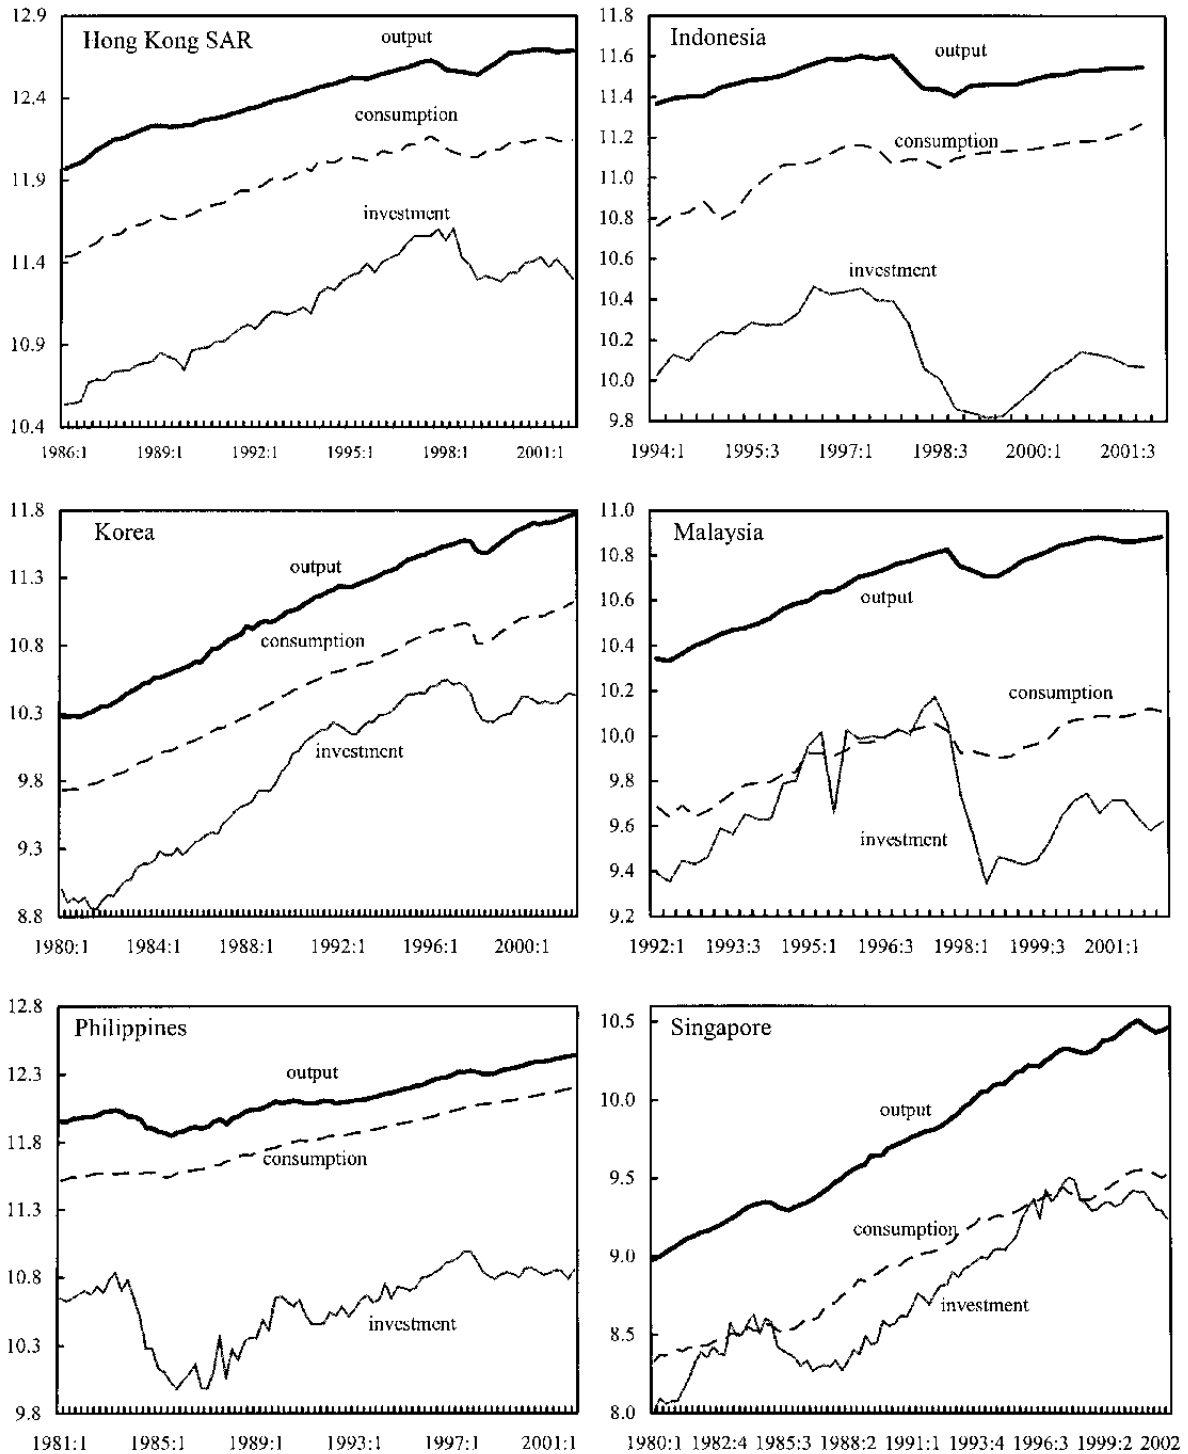 Hong Kong SAR
12.9
12.4
11.9
11.4
10.9
10.4
output
consumption
investment
1986:1 1989:1 1992:1 1995:1 1998:1 2001:1
Indonesia
11.8
11.6
11.4
11.2
11.0
10.8
10.6
10.4
10.2
10.0
9.8
output
consumption
investment
1994:1 1995:3 1997:1 1998:3 2000:1 2001:3
Korea
11.8
11.3
10.8
10.3
9.8
9.3
8.8
output
consumption
investment
1980:1 1984:1 1988:1 1992:1 1996:1 2000:1
Malaysia
11.0
10.8
10.6
10.4
10.2
10.0
9.8
9.6
9.4
9.2
output
consumption
investment
1992:1 1993:3 1995:1 1996:3 1998:1 1999:3 2001:1
Philippines
12.8
12.3
11.8
11.3
10.8
10.3
9.8
output
consumption
investment
1981:1 1985:1 1989:1 1993:1 1997:1 2001:1
Singapore
10.5
10.0
9.5
9.0
8.5
8.0
output
consumption
investment
1980:1 1982:4 1985:3 1988:2 1991:1 1993:4 1996:3 1999:2 2002